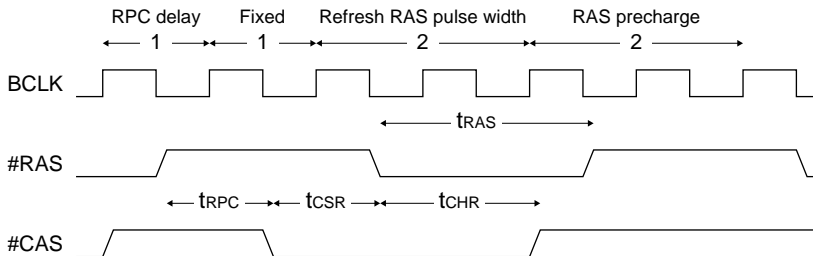 RPC delay Fixed Refresh RAS pulse width RAS precharge
1 1 2 2
BCLK
tRAS
#RAS
tRPC tCSR tCHR
#CAS